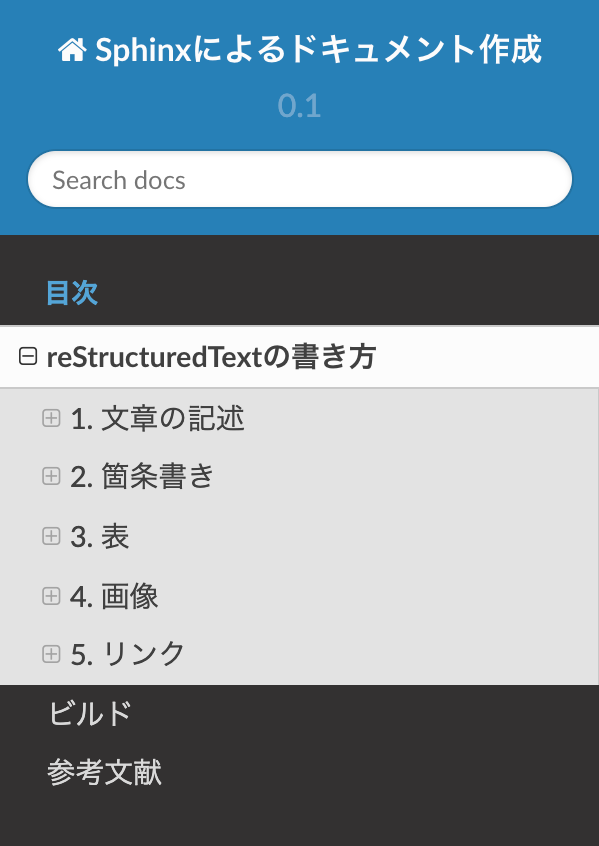 Sphinxによるドキュメント作成
0.1
Search docs
目次
reStructuredTextの書き方
1. 文章の記述
2. 箇条書き
3. 表
4. 画像
5. リンク
ビルド
参考文献